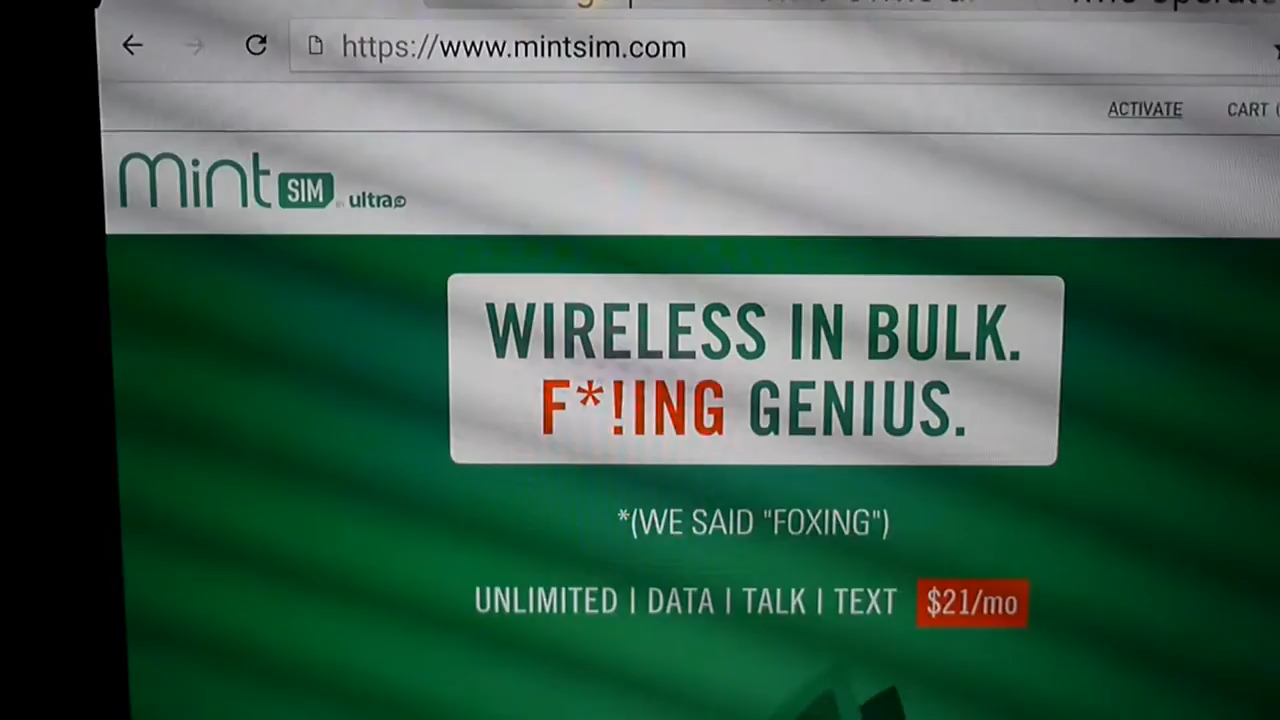 https://www.mintsim.com
ACTIVATE CART
mint SIM BY ultra
WIRELESS IN BULK.
F*!ING GENIUS.
*(WE SAID "FOXING")
UNLIMITED | DATA | TALK | TEXT $21/mo